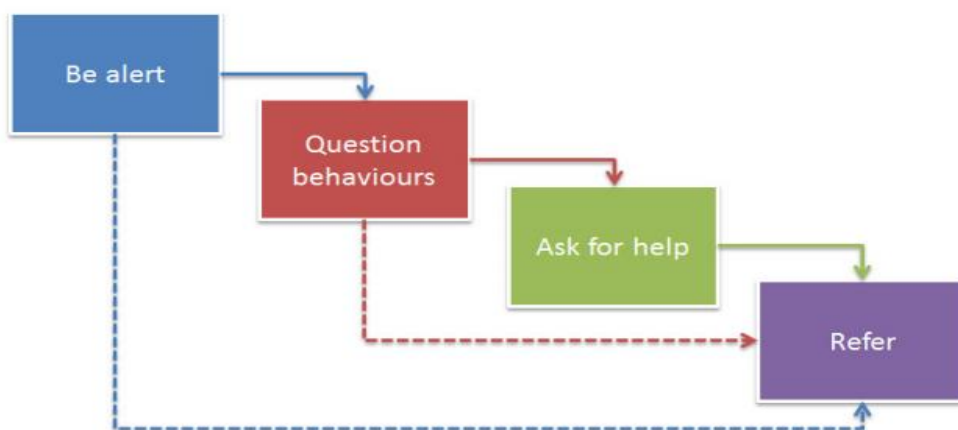 Be alert
Question
behaviours
Ask for help
Refer